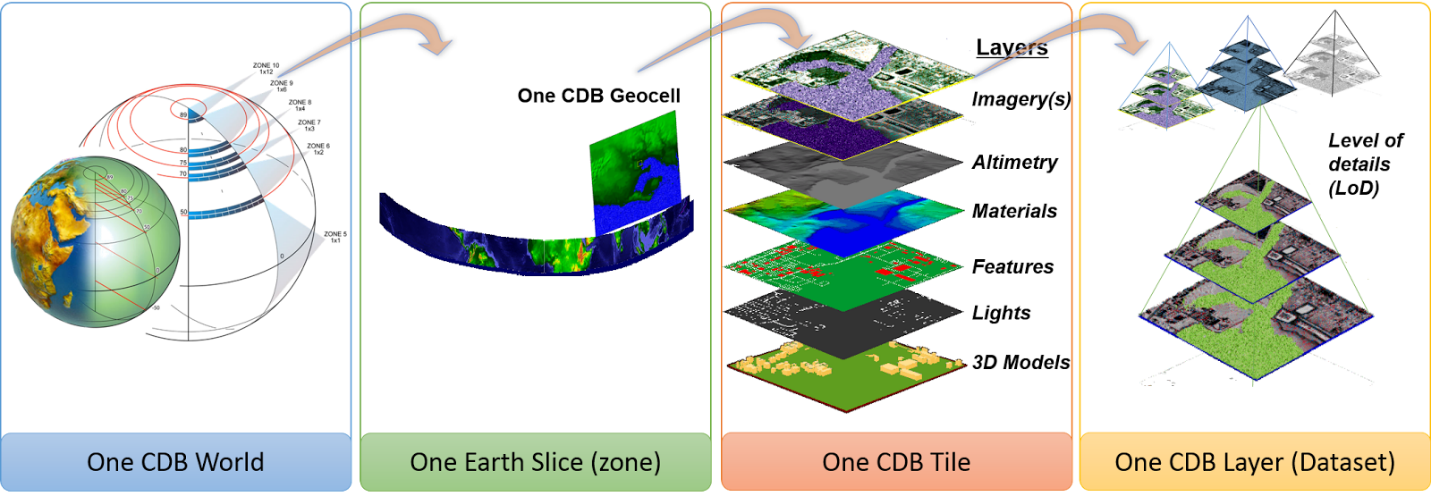 ZONE 10
1x12
ZONE 9
1x6
ZONE 8
1x4
ZONE 7
1x3
ZONE 6
1x2
ZONE 5
1x1
89
80
75
70
50
0
-50
One CDB World
One CDB Geocell
One Earth Slice (zone)
Layers
Imagery(s)
Altimetry
Materials
Features
Lights
3D Models
One CDB Tile
Level of
details
(LoD)
One CDB Layer (Dataset)